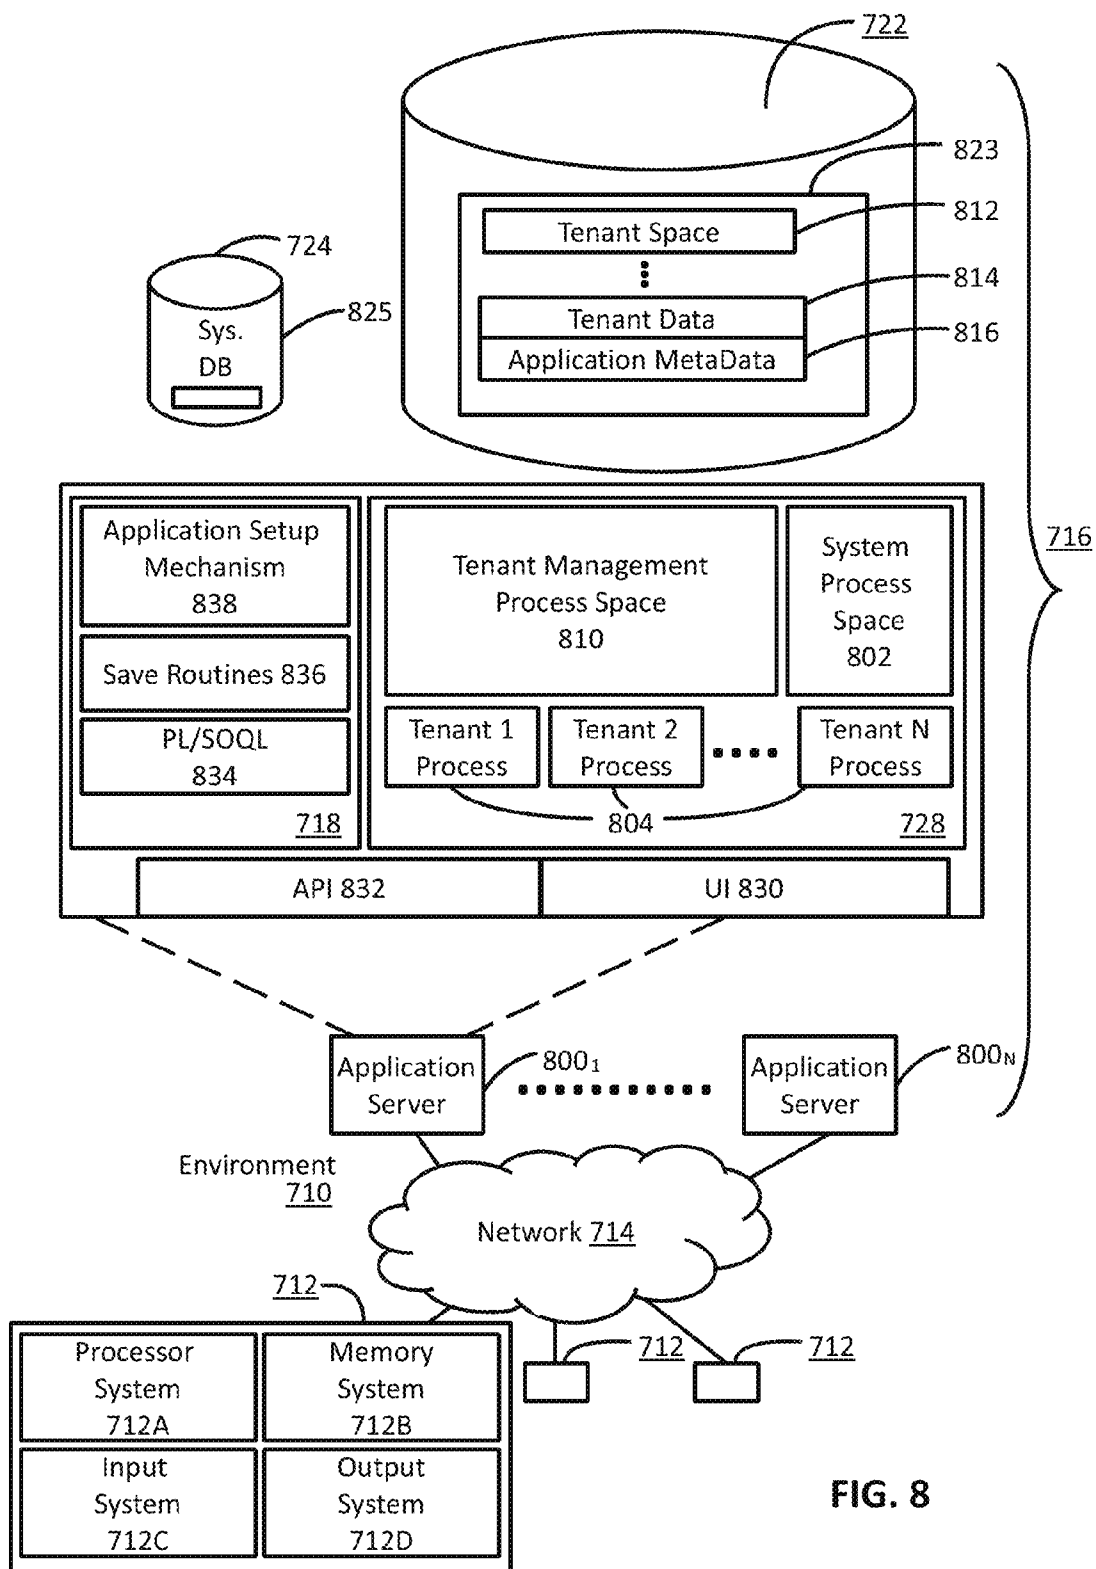 722
823
812
Tenant Space
724
814
825
Tenant Data
Sys.
DB
816
Application MetaData
716
Application Setup
Mechanism
838
Tenant Management
Process Space
810
System
Process
Space
802
Save Routines 836
PL/SOQL
834
Tenant 1
Process
Tenant 2
Process
Tenant N
Process
718
804
728
API 832
UI 830
Application
Server
800₁
Application
Server
800N
Environment
710
Network 714
712
712
712
Processor
System
712A
Memory
System
712B
Input
System
712C
Output
System
712D
FIG. 8